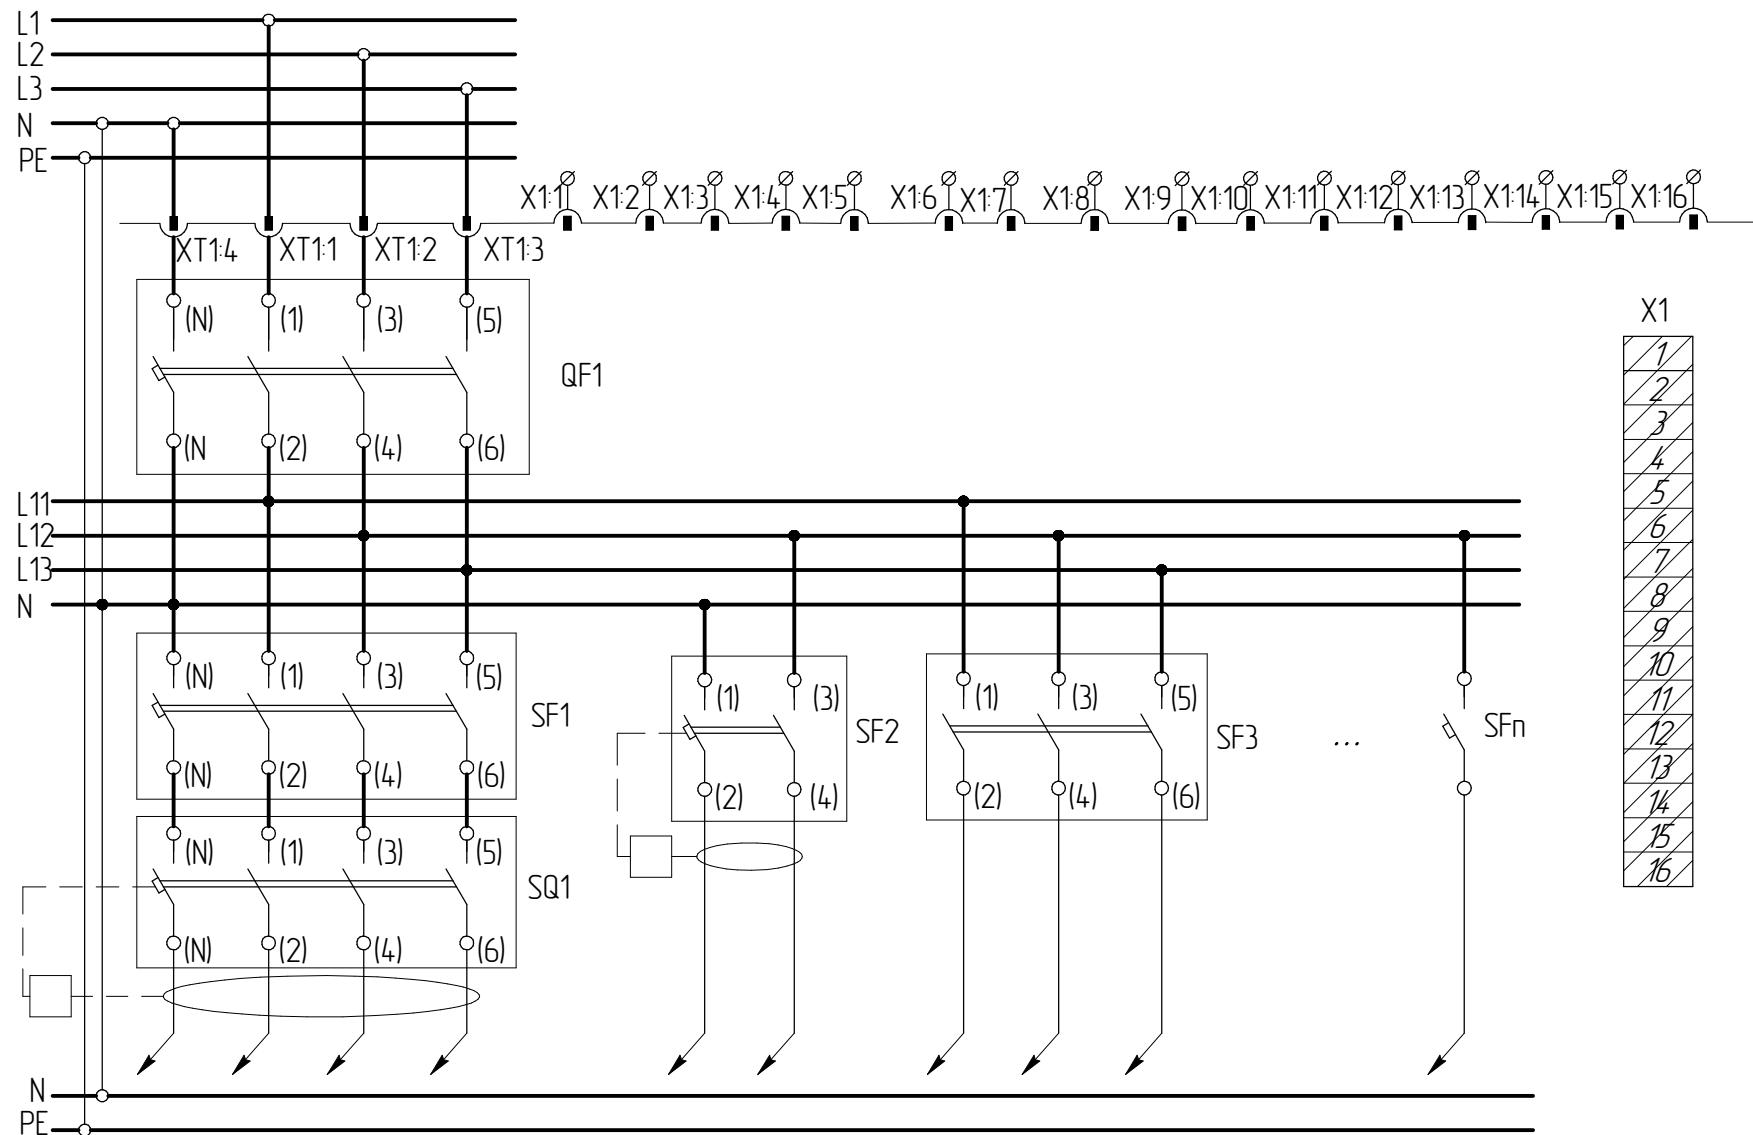 L1
L2
L3
N
PE
X1:1 X1:2 X1:3 X1:4 X1:5 X1:6 X1:7 X1:8 X1:9 X1:10 X1:11 X1:12 X1:13 X1:14 X1:15 X1:16
XT1:4 XT1:1 XT1:2 XT1:3
(N) (1) (3) (5)
QF1
(N (2) (4) (6)
X1
1
2
3
4
5
6
7
8
9
10
11
12
13
14
15
16
L11
L12
L13
N
(N) (1) (3) (5)
SF1
(N) (2) (4) (6)
(1) (3)
SF2
(2) (4)
(1) (3) (5)
SF3
(2) (4) (6)
...
SFn
(N) (1) (3) (5)
SQ1
(N) (2) (4) (6)
N
PE